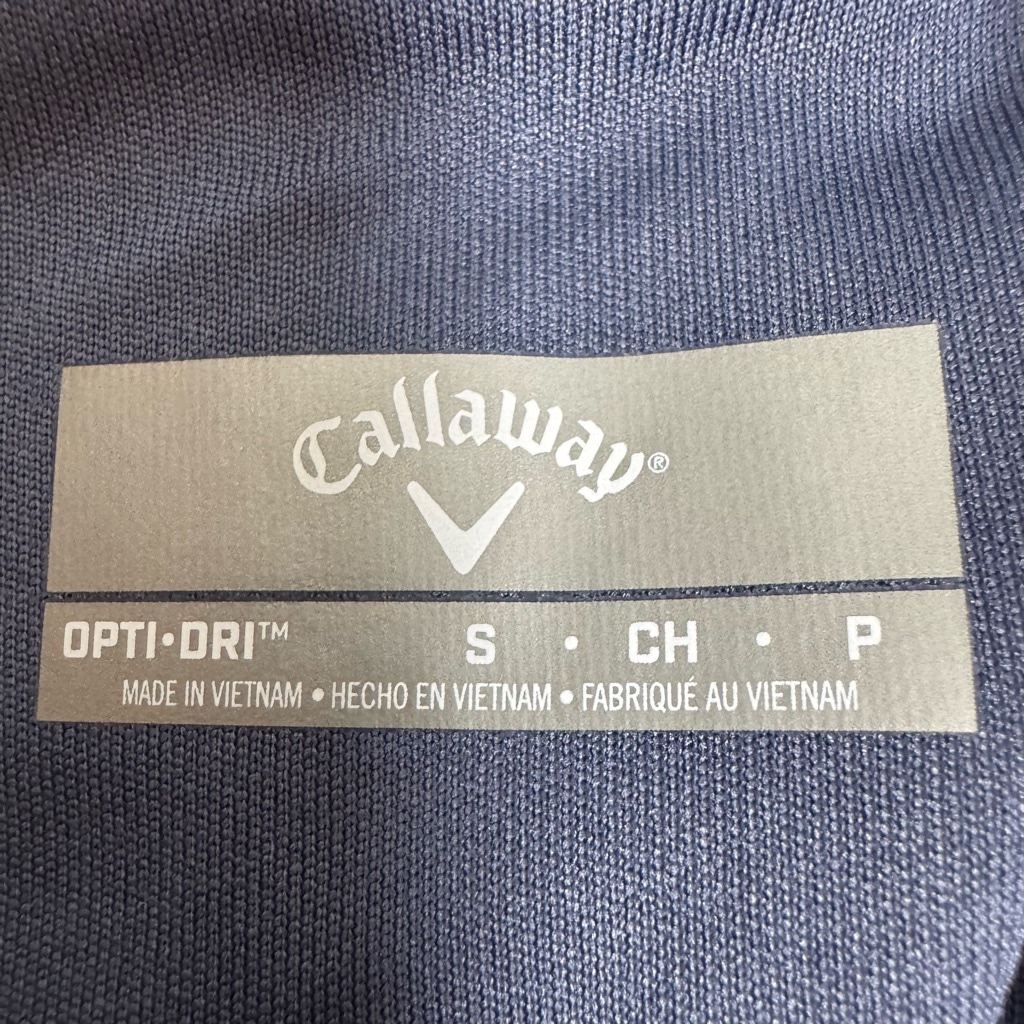 Callaway®
OPTI•DRI™ S • CH • P
MADE IN VIETNAM • HECHO EN VIETNAM • FABRIQUÉ AU VIETNAM